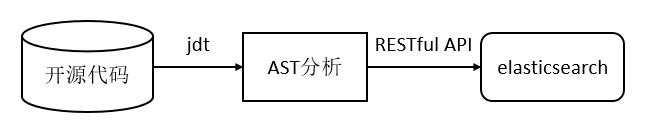 开源代码
jdt
AST分析
RESTful API
elasticsearch